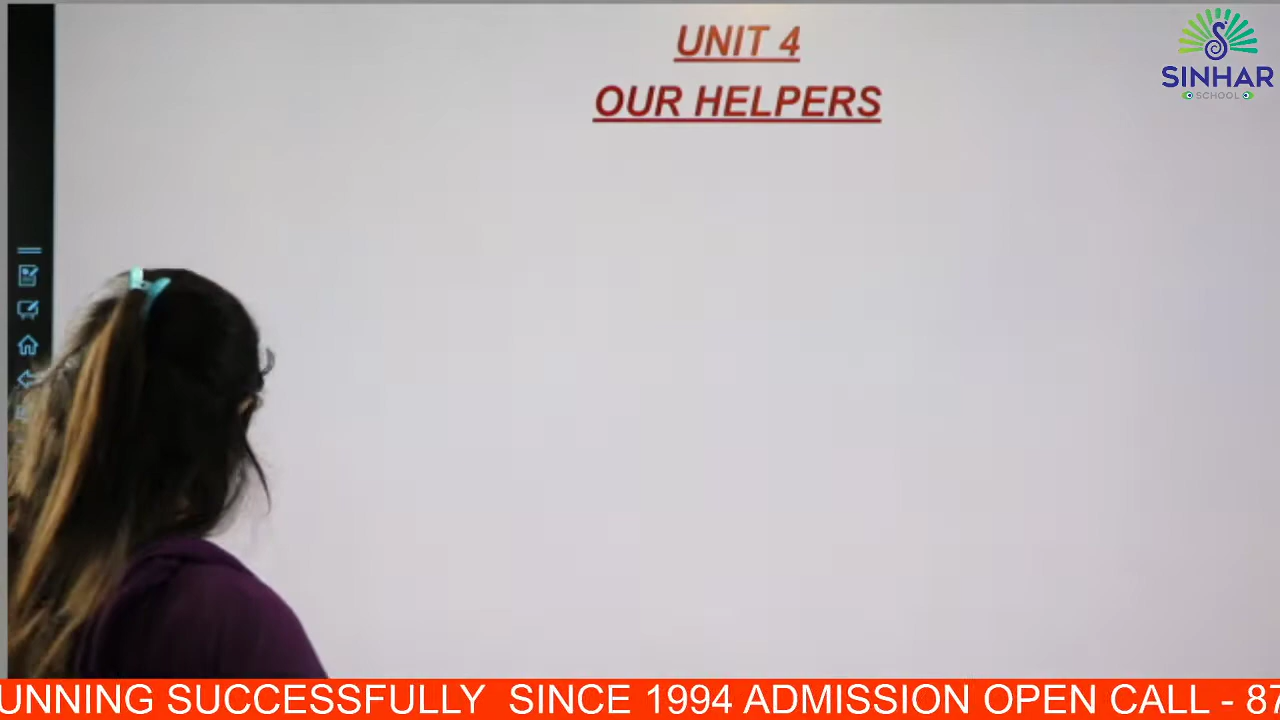 UNIT 4
OUR HELPERS
SINHAR
SCHOOL
UNNING SUCCESSFULLY SINCE 1994 ADMISSION OPEN CALL - 87